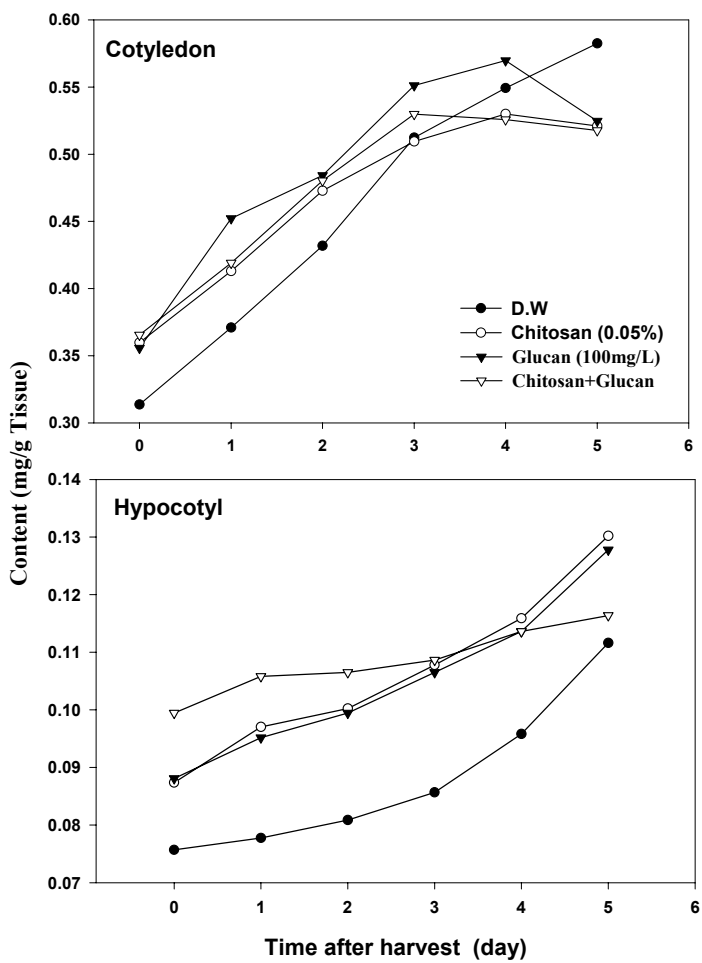 Content (mg/g Tissue)
0.60
0.55
0.50
0.45
0.40
0.35
0.30
Cotyledon
D.W
Chitosan (0.05%)
Glucan (100mg/L)
Chitosan+Glucan
0 1 2 3 4 5 6
0.14
0.13
0.12
0.11
0.10
0.09
0.08
0.07
Hypocotyl
0 1 2 3 4 5 6
Time after harvest (day)